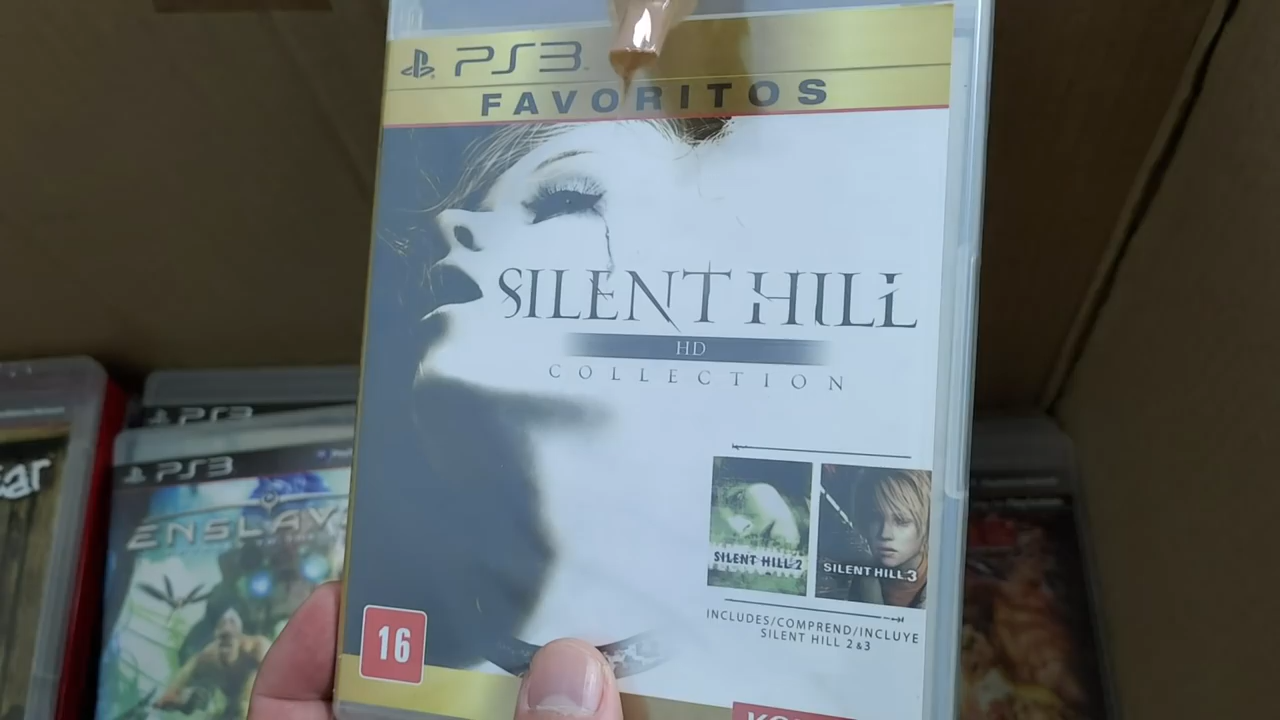 PS3
FAVORITOS
SILENT HILL
HD
COLLECTION
SILENT HILL 2
SILENT HILL 3
INCLUDES/COMPREND/INCLUYE
SILENT HILL 2 & 3
16
PS3
PS3
ENSLAV